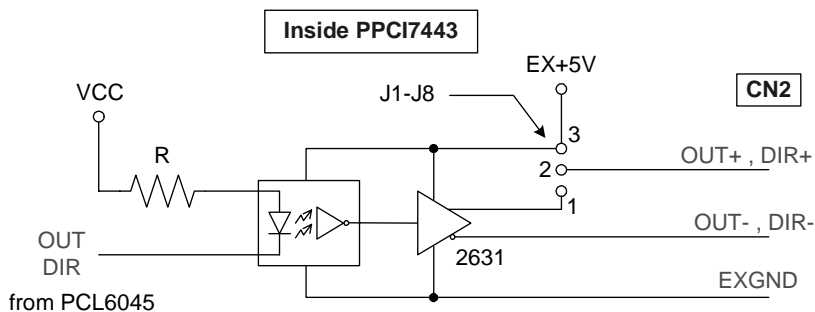 Inside PPCI7443
EX+5V
VCC
J1-J8
CN2
R
3
OUT+ , DIR+
2
1
OUT
DIR
OUT- , DIR-
2631
EXGND
from PCL6045